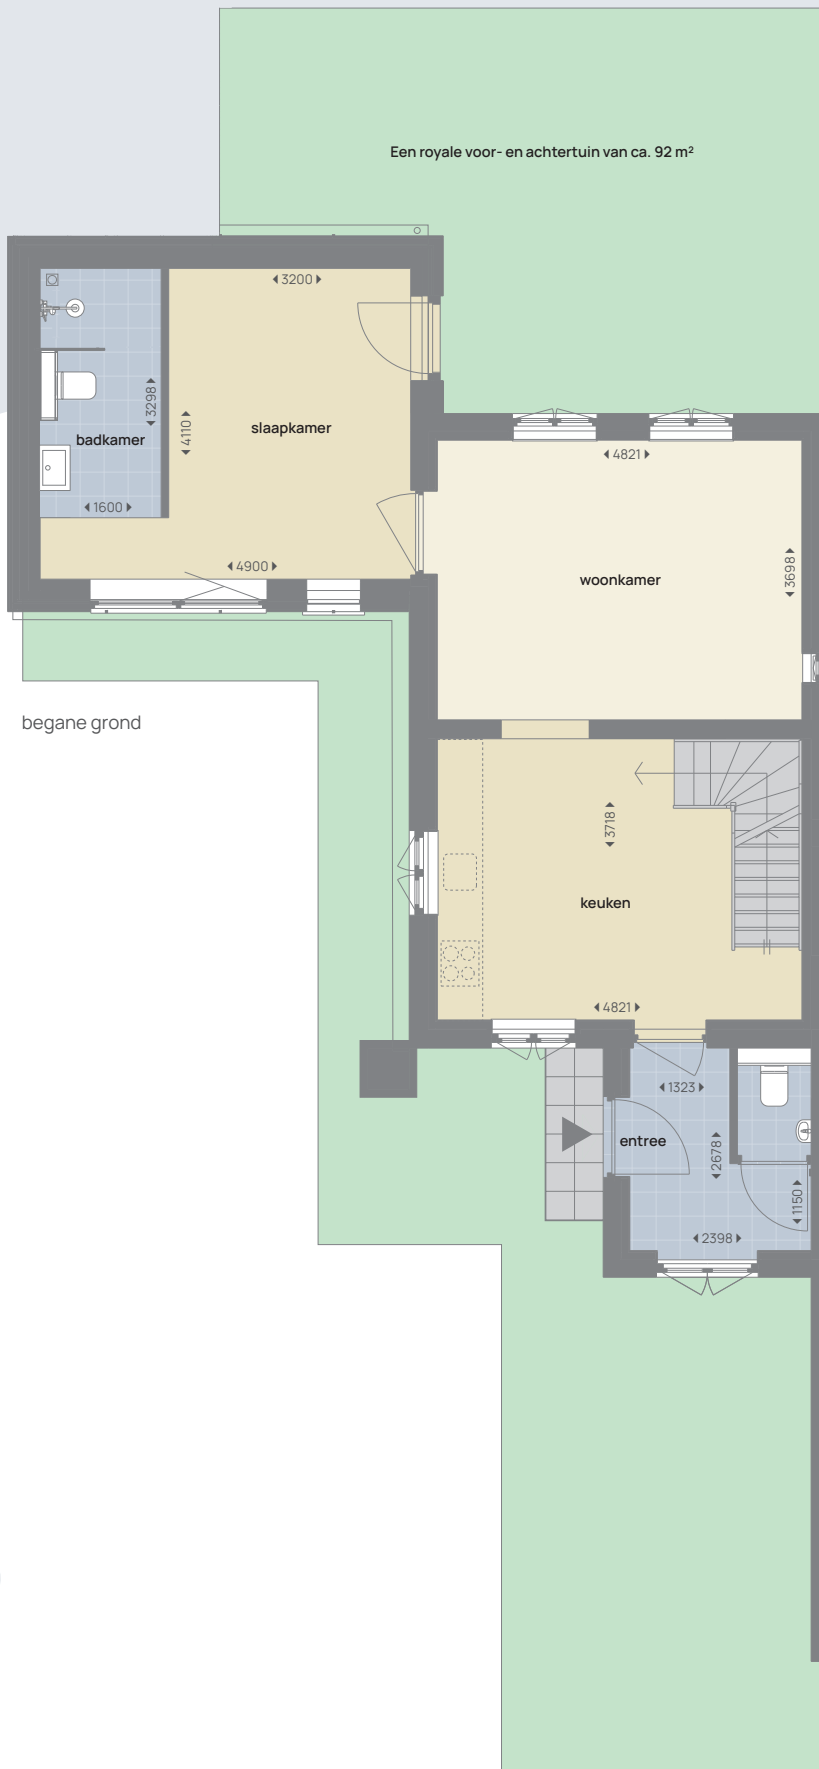 Een royale voor- en achtertuin van ca. 92 m²
3200
3298
4110
badkamer
slaapkamer
4821
1600
4900
woonkamer
3698
begane grond
3718
keuken
4821
1323
entree
2678
1150
2398